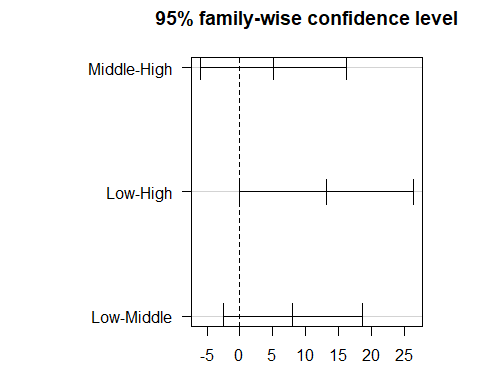 95% family-wise confidence level
Middle-High
Low-High
Low-Middle
-5 0 5 10 15 20 25